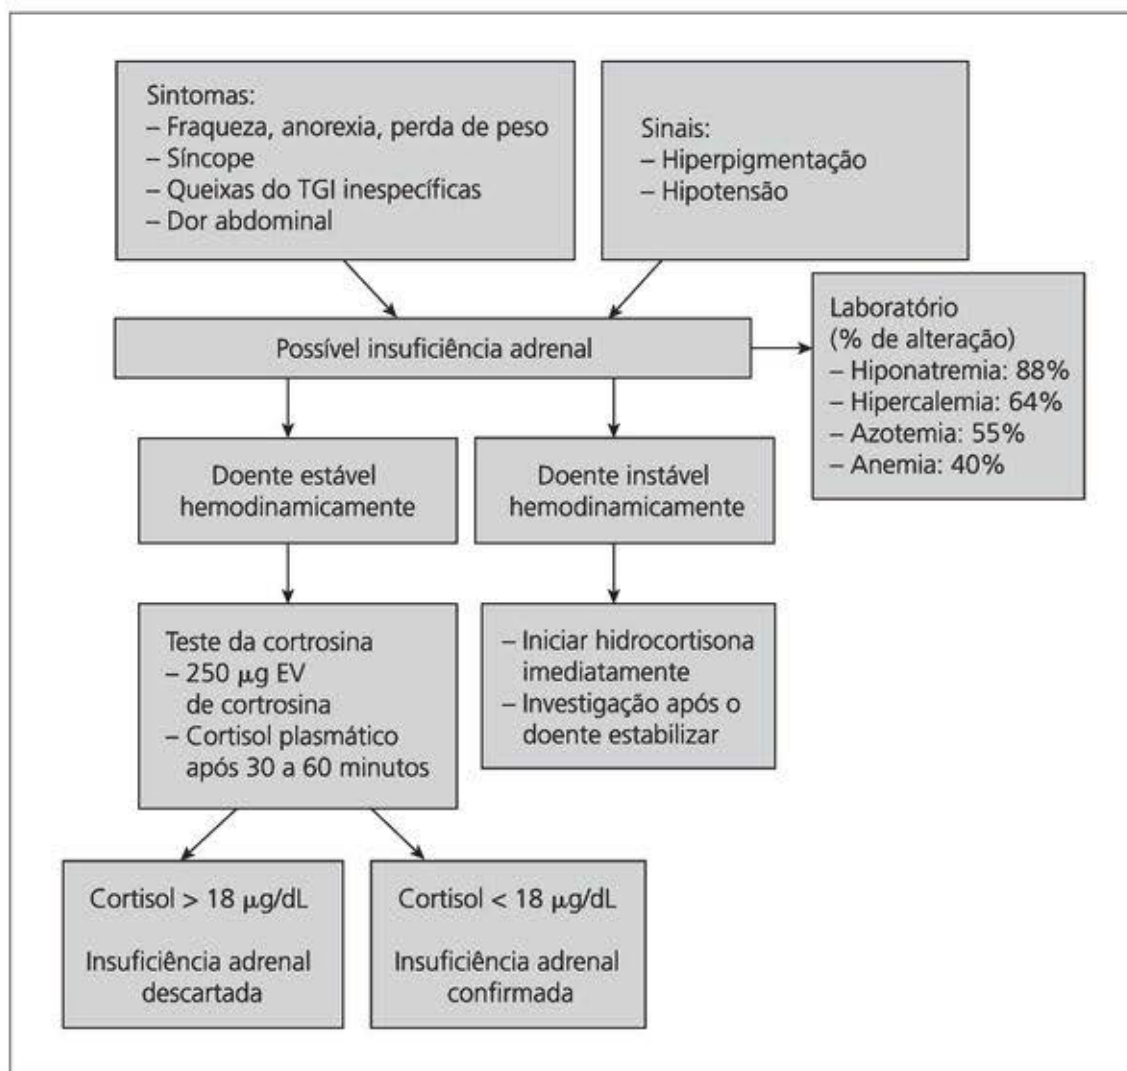 Sintomas:
– Fraqueza, anorexia, perda de peso
– Síncope
– Queixas do TGI inespecíficas
– Dor abdominal
Sinais:
– Hiperpigmentação
– Hipotensão
Possível insuficiência adrenal
Laboratório
(% de alteração)
– Hiponatremia: 88%
– Hipercalemia: 64%
– Azotemia: 55%
– Anemia: 40%
Doente estável
hemodinamicamente
Doente instável
hemodinamicamente
Teste da cortrosina
– 250 μg EV
de cortrosina
– Cortisol plasmático
após 30 a 60 minutos
– Iniciar hidrocortisona
imediatamente
– Investigação após o
doente estabilizar
Cortisol > 18 μg/dL
Insuficiência adrenal
descartada
Cortisol < 18 μg/dL
Insuficiência adrenal
confirmada